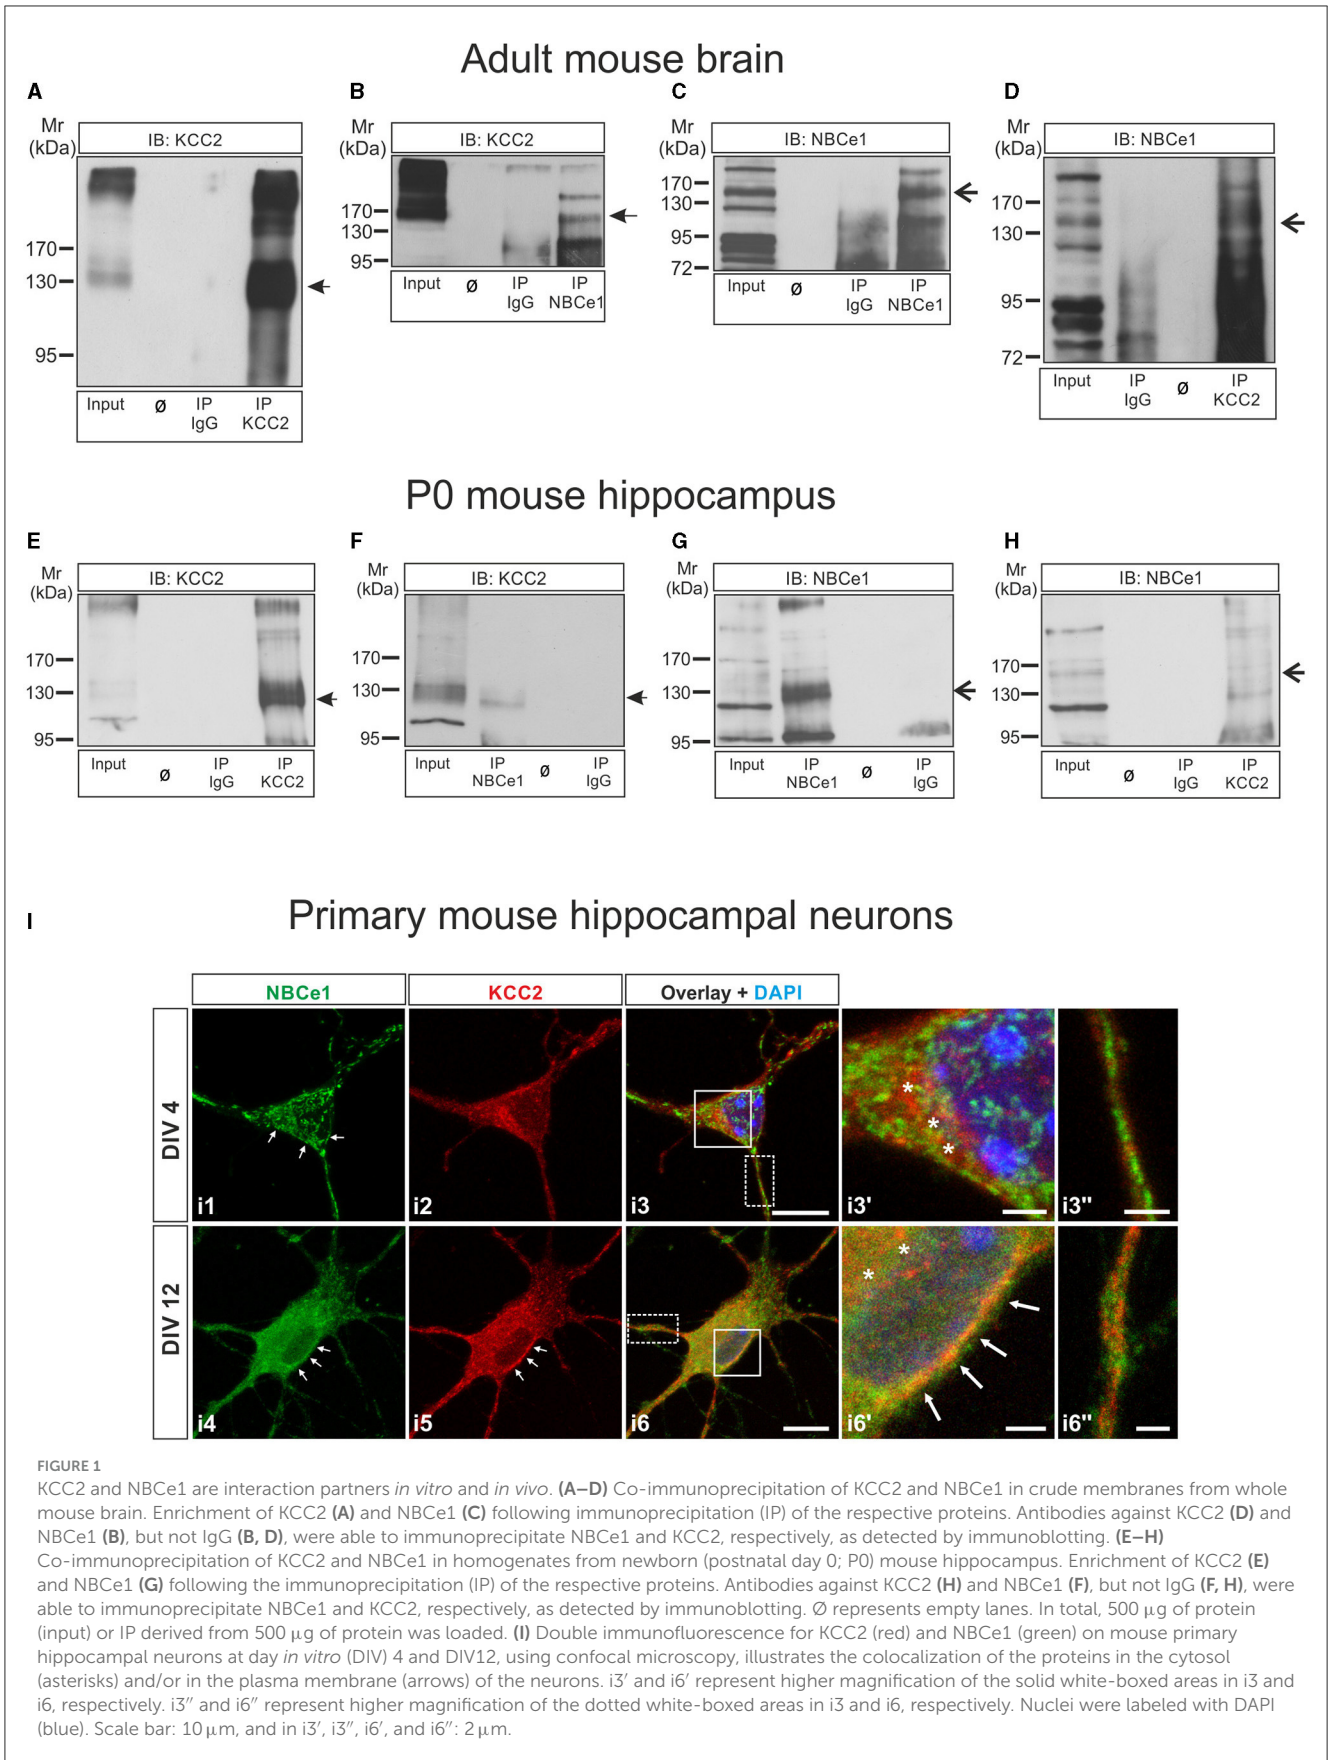 Adult mouse brain
A
Mr
(kDa)
IB: KCC2
170
130
95
Input
Ø
IP
IgG
IP
KCC2
B
Mr
(kDa)
IB: KCC2
170
130
95
Input
Ø
IP
IgG
IP
NBCe1
C
Mr
(kDa)
IB: NBCe1
170
130
95
72
Input
Ø
IP
IgG
IP
NBCe1
D
Mr
(kDa)
IB: NBCe1
170
130
95
72
Input
IP
IgG
Ø
IP
KCC2
P0 mouse hippocampus
E
Mr
(kDa)
IB: KCC2
170
130
95
Input
Ø
IP
IgG
IP
KCC2
F
Mr
(kDa)
IB: KCC2
170
130
95
Input
IP
NBCe1
Ø
IP
IgG
G
Mr
(kDa)
IB: NBCe1
170
130
95
Input
IP
NBCe1
Ø
IP
IgG
H
Mr
(kDa)
IB: NBCe1
170
130
95
Input
Ø
IP
IgG
IP
KCC2
I
Primary mouse hippocampal neurons
NBCe1
KCC2
Overlay + DAPI
DIV 4
i1
i2
i3
* * *
i3'
i3''
DIV 12
i4
i5
i6
* *
i6'
i6''
FIGURE 1
KCC2 and NBCe1 are interaction partners in vitro and in vivo. (A–D) Co-immunoprecipitation of KCC2 and NBCe1 in crude membranes from whole
mouse brain. Enrichment of KCC2 (A) and NBCe1 (C) following immunoprecipitation (IP) of the respective proteins. Antibodies against KCC2 (D) and
NBCe1 (B), but not IgG (B, D), were able to immunoprecipitate NBCe1 and KCC2, respectively, as detected by immunoblotting. (E–H)
Co-immunoprecipitation of KCC2 and NBCe1 in homogenates from newborn (postnatal day 0; P0) mouse hippocampus. Enrichment of KCC2 (E)
and NBCe1 (G) following the immunoprecipitation (IP) of the respective proteins. Antibodies against KCC2 (H) and NBCe1 (F), but not IgG (F, H), were
able to immunoprecipitate NBCe1 and KCC2, respectively, as detected by immunoblotting. Ø represents empty lanes. In total, 500 μg of protein
(input) or IP derived from 500 μg of protein was loaded. (I) Double immunofluorescence for KCC2 (red) and NBCe1 (green) on mouse primary
hippocampal neurons at day in vitro (DIV) 4 and DIV12, using confocal microscopy, illustrates the colocalization of the proteins in the cytosol
(asterisks) and/or in the plasma membrane (arrows) of the neurons. i3′ and i6′ represent higher magnification of the solid white-boxed areas in i3 and
i6, respectively. i3″ and i6″ represent higher magnification of the dotted white-boxed areas in i3 and i6, respectively. Nuclei were labeled with DAPI
(blue). Scale bar: 10 μm, and in i3′, i3″, i6′, and i6″: 2 μm.